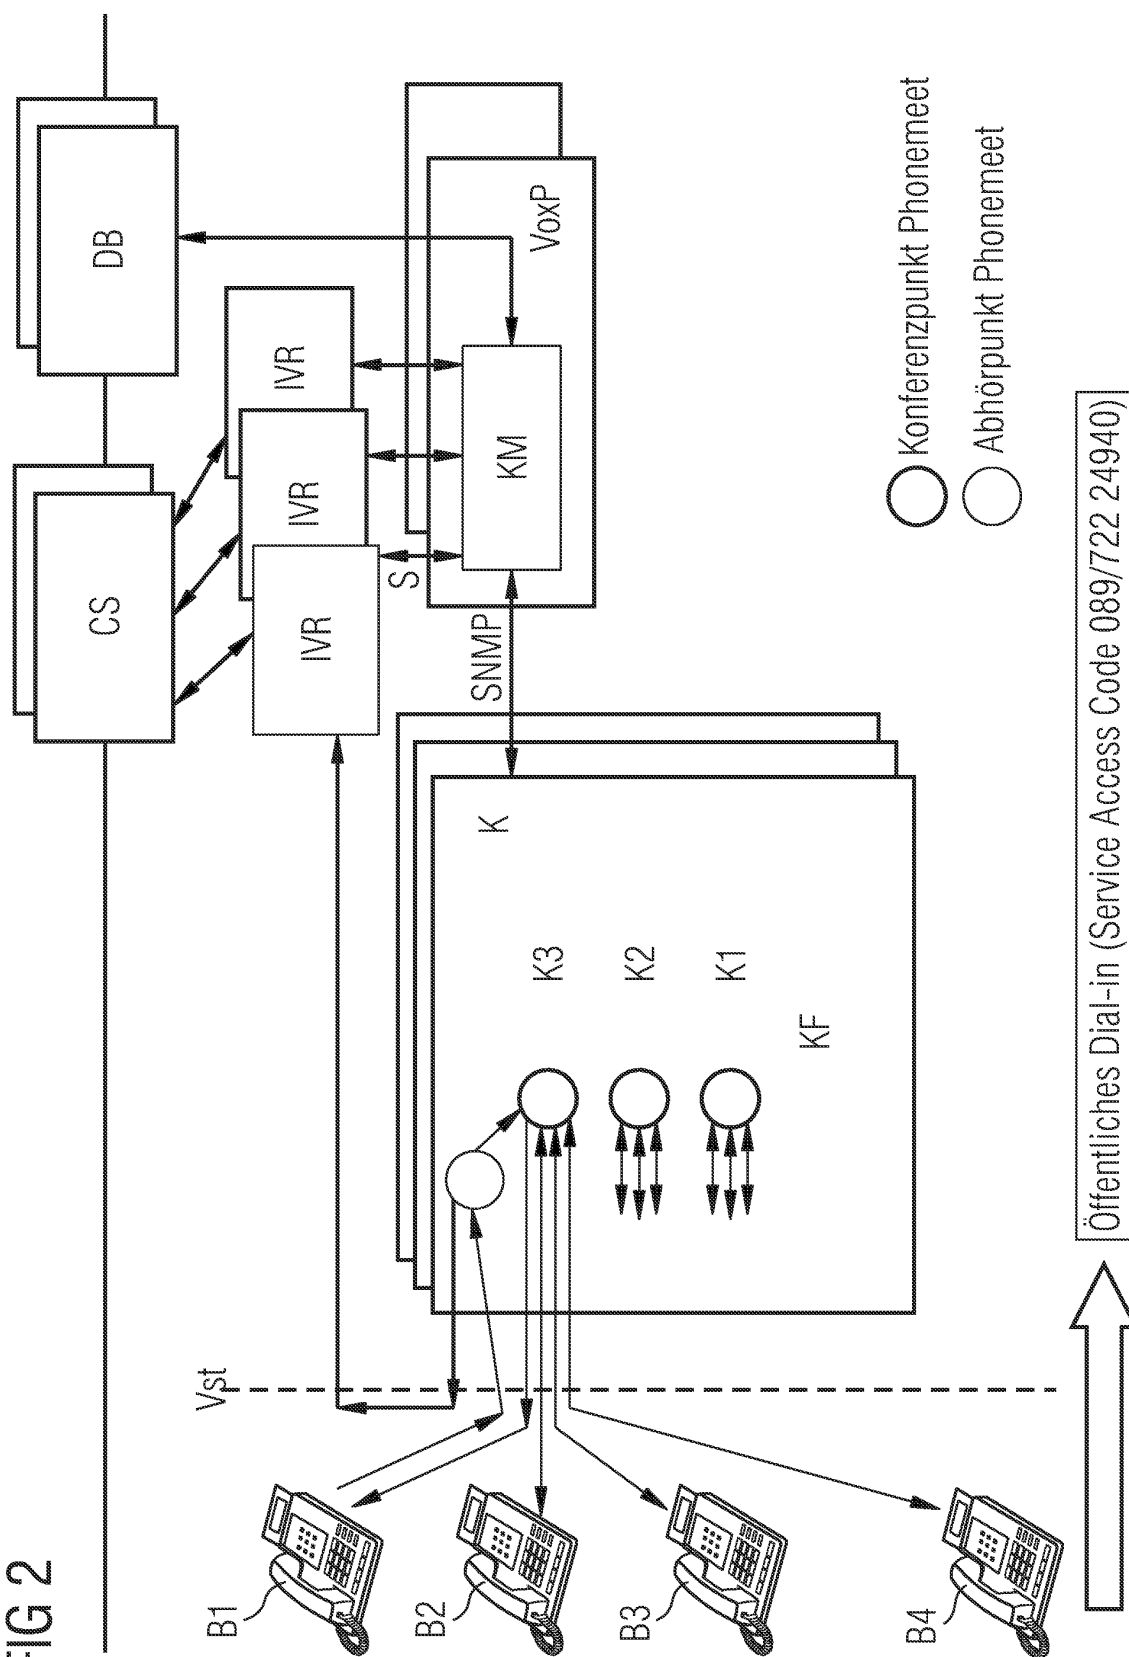 FIG 2
CS
DB
IVR
IVR
IVR
Vst
S
SNMP
K
KM
VoxP
B1
B2
B3
B4
K3
K2
K1
KF
Konferenzpunkt Phonemeet
Abhörpunkt Phonemeet
Öffentliches Dial-in (Service Access Code 089/722 24940)